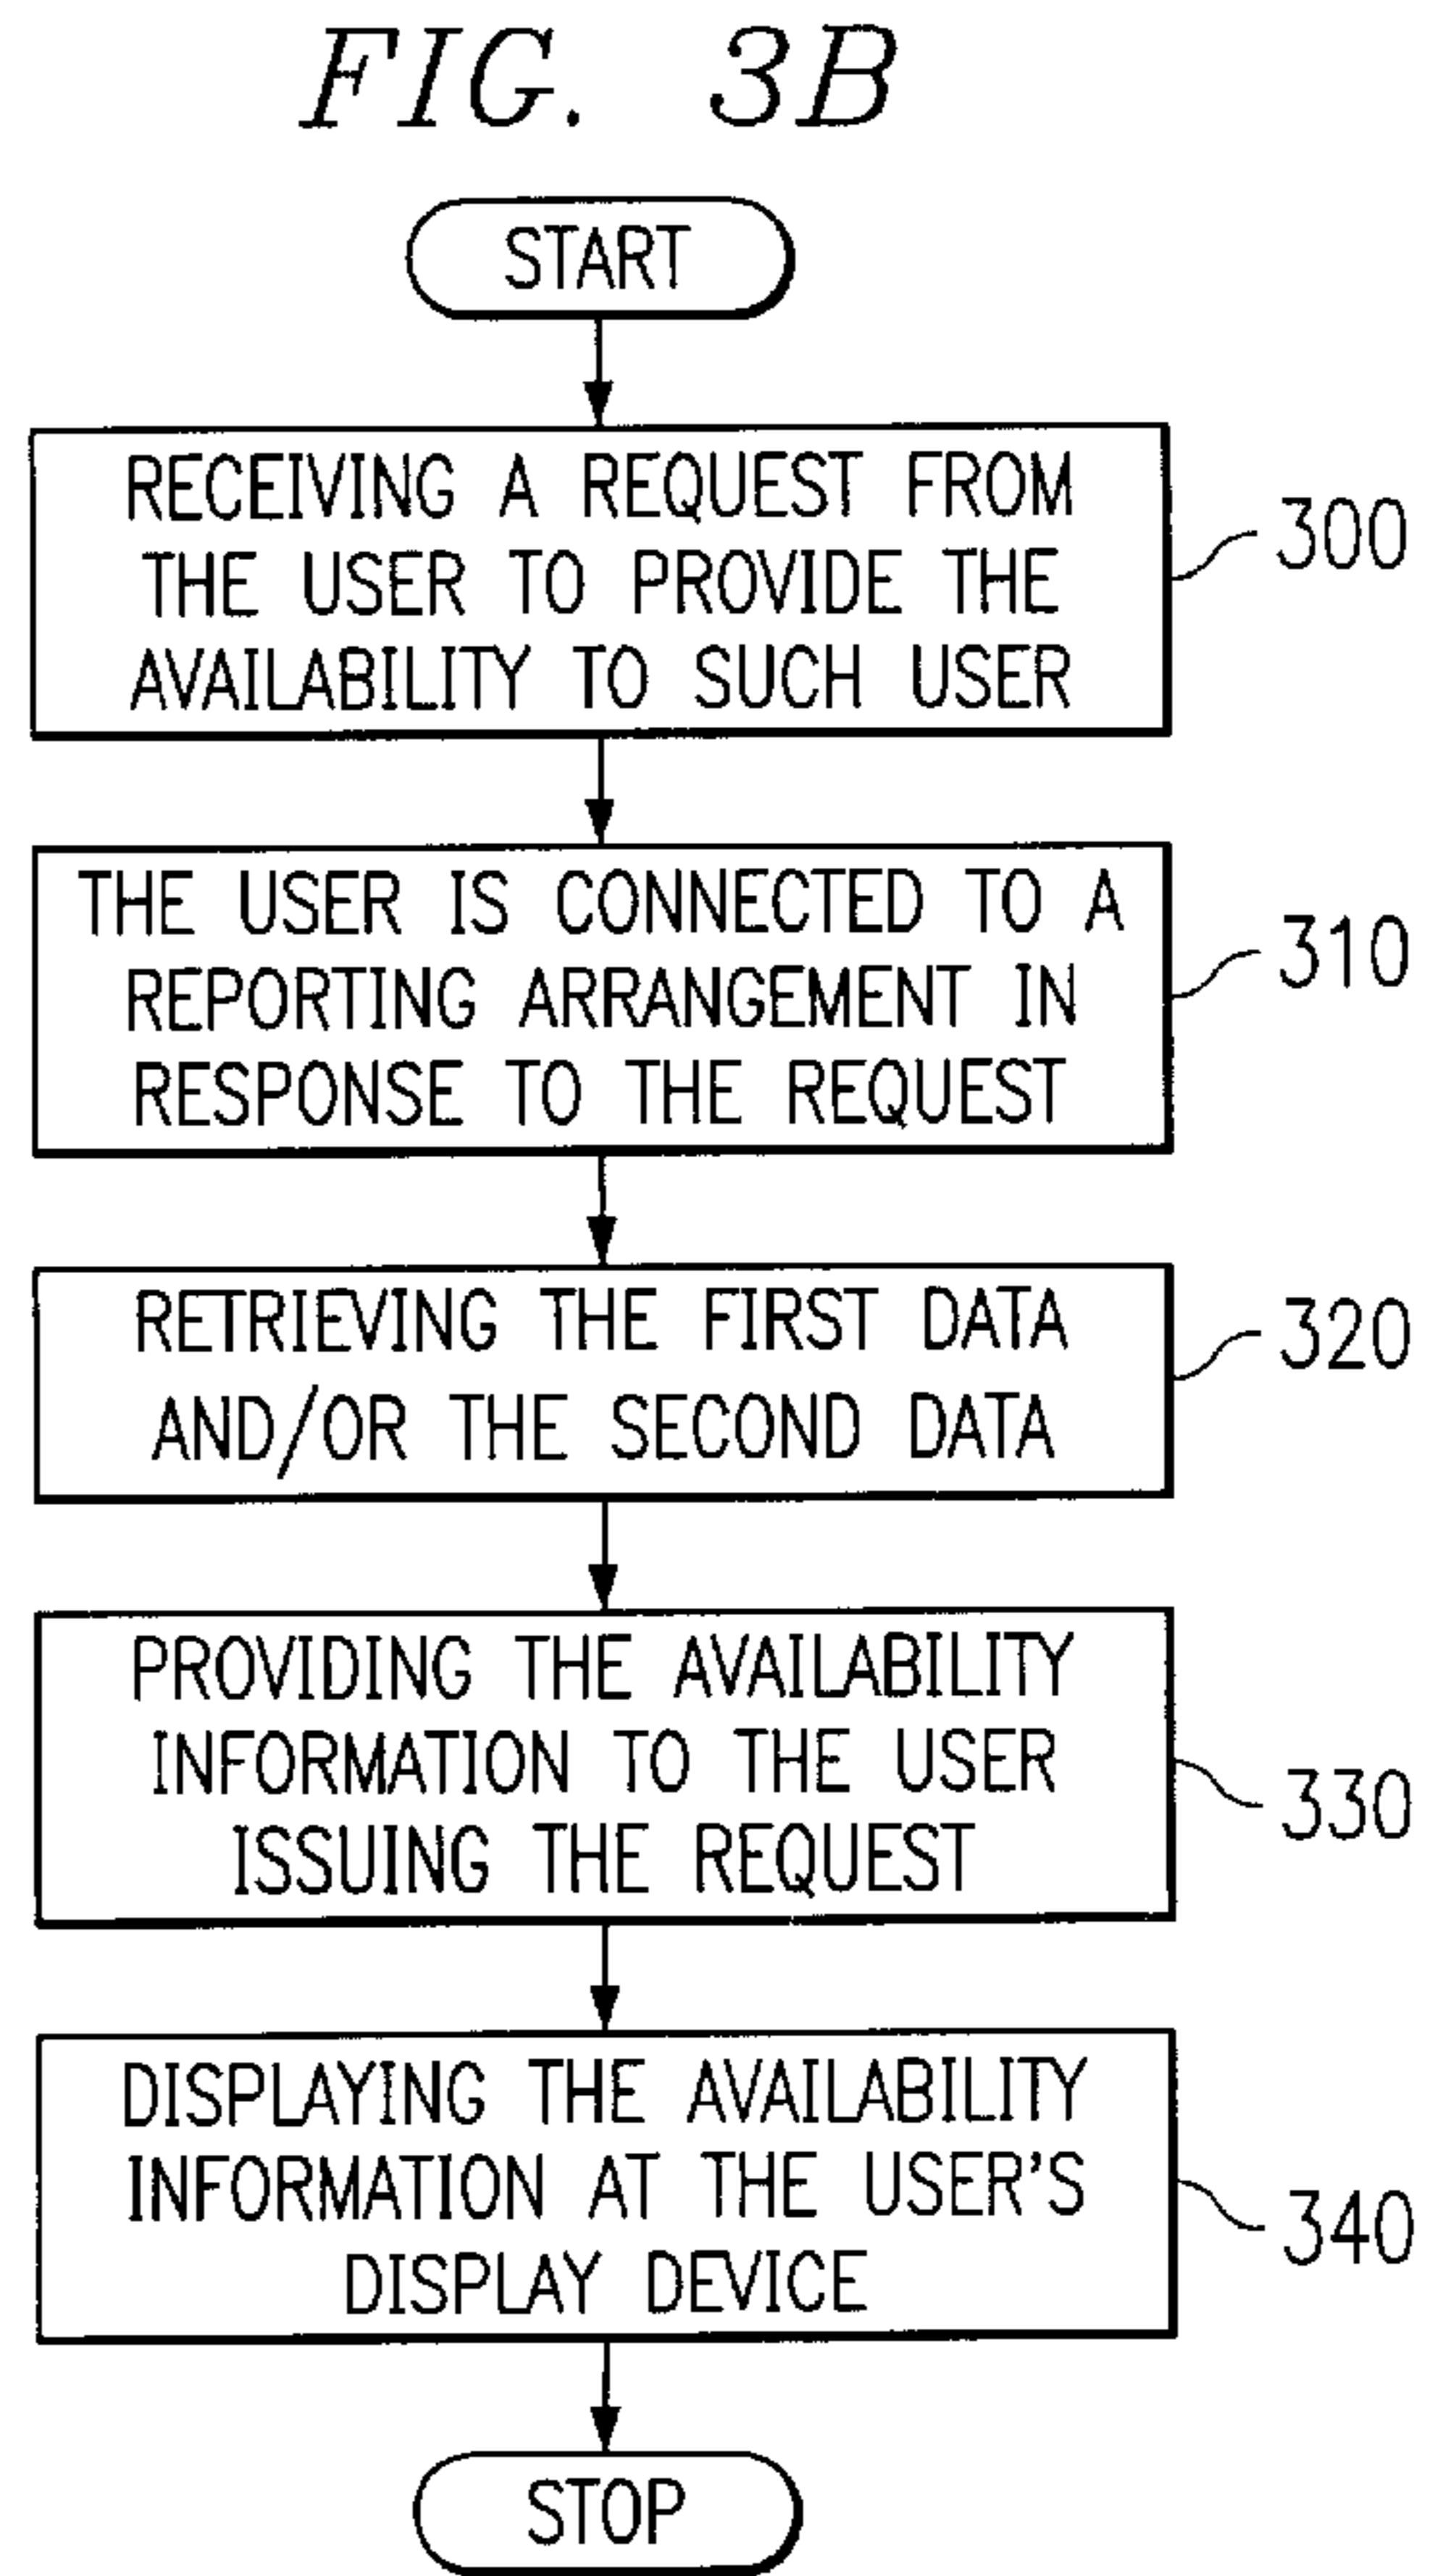 FIG. 3B
START
RECEIVING A REQUEST FROM
THE USER TO PROVIDE THE
AVAILABILITY TO SUCH USER
300
THE USER IS CONNECTED TO A
REPORTING ARRANGEMENT IN
RESPONSE TO THE REQUEST
310
RETRIEVING THE FIRST DATA
AND/OR THE SECOND DATA
320
PROVIDING THE AVAILABILITY
INFORMATION TO THE USER
ISSUING THE REQUEST
330
DISPLAYING THE AVAILABILITY
INFORMATION AT THE USER'S
DISPLAY DEVICE
340
STOP